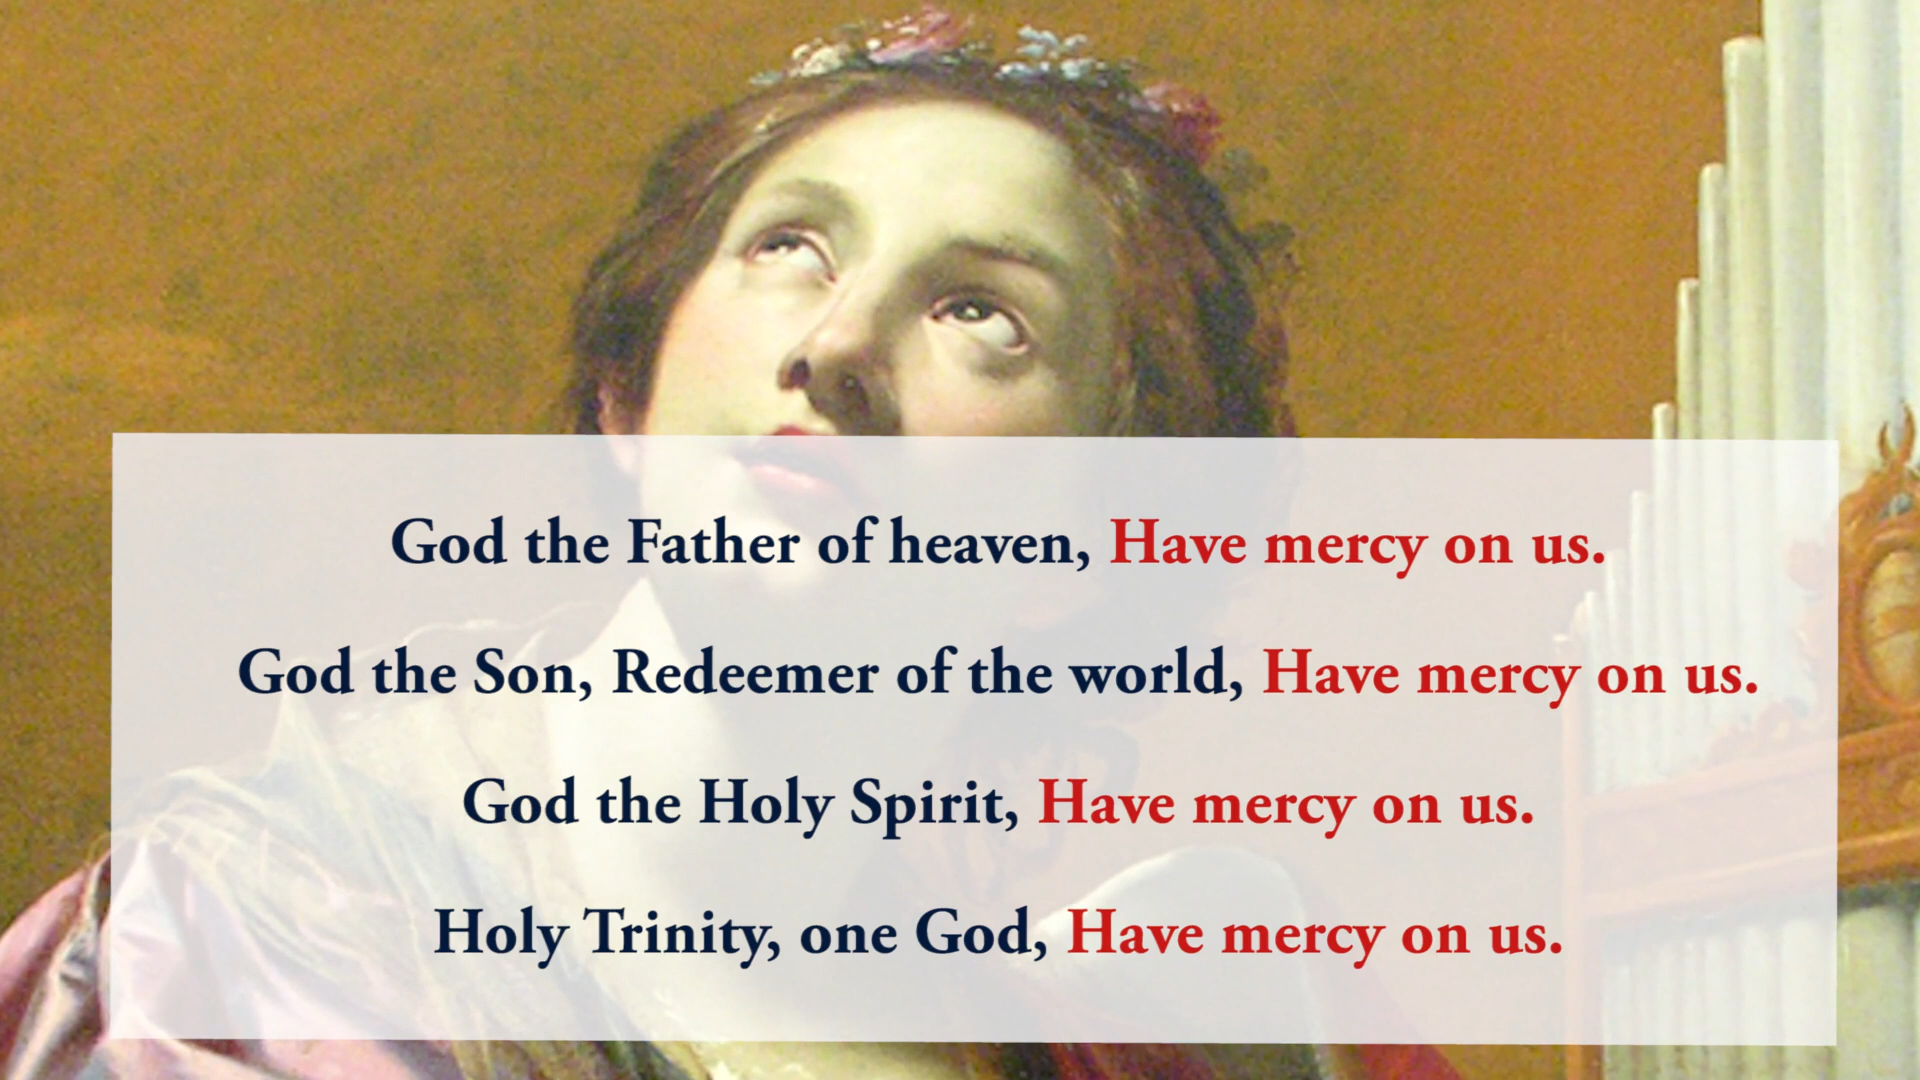 God the Father of heaven, Have mercy on us.
God the Son, Redeemer of the world, Have mercy on us.
God the Holy Spirit, Have mercy on us.
Holy Trinity, one God, Have mercy on us.